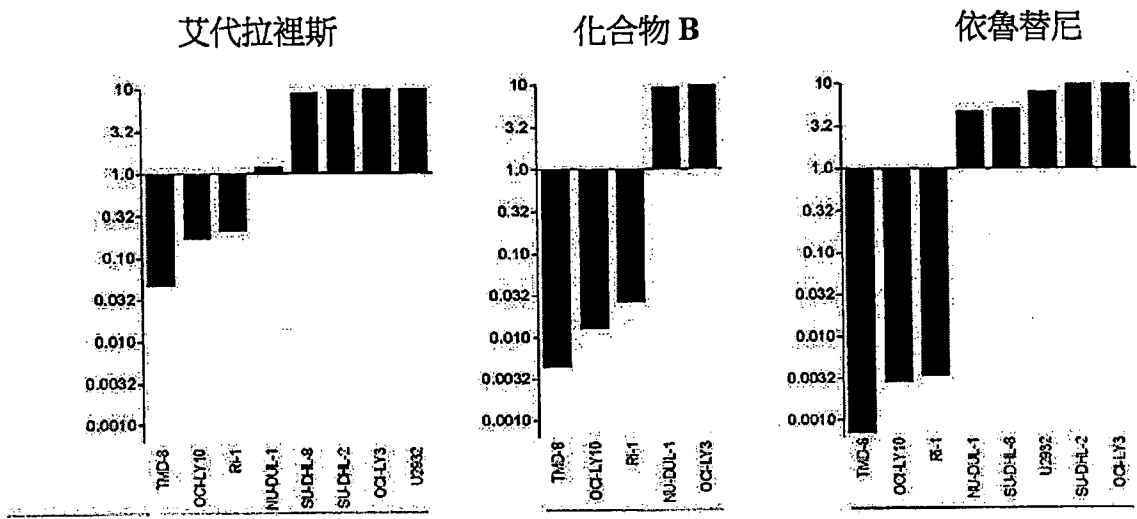 艾代拉裡斯
化合物 B
依魯替尼
10
3.2
1.0
0.32
0.10
0.032
0.010
0.0032
0.0010
TMD-8
OCI-LY10
RI-1
NU-DUL-1
SU-DHL-8
SU-DHL-2
OCI-LY3
U2932
10
3.2
1.0
0.32
0.10
0.032
0.010
0.0032
0.0010
TMD-8
OCI-LY10
RI-1
NU-DUL-1
OCI-LY3
10
3.2
1.0
0.32
0.10
0.032
0.010
0.0032
0.0010
TMD-8
OCI-LY10
RI-1
NU-DUL-1
SU-DHL-8
U2932
SU-DHL-2
OCI-LY3